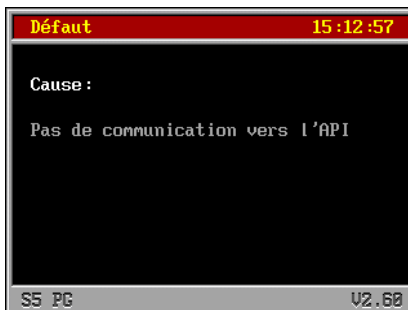 Défaut 15:12:57
Cause:
Pas de communication vers l'API
S5 PG V2.60